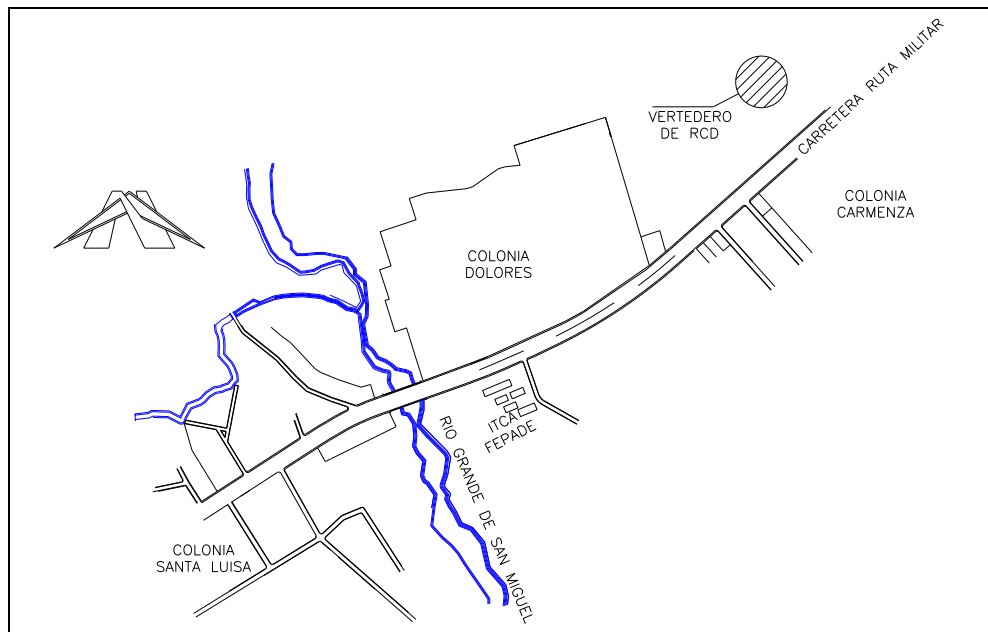 CARRETERA RUTA MILITAR
VERTEDERO
DE RCD
COLONIA
CARMENZA
COLONIA
DOLORES
ITCA
FEPADE
RIO GRANDE DE SAN MIGUEL
COLONIA
SANTA LUISA